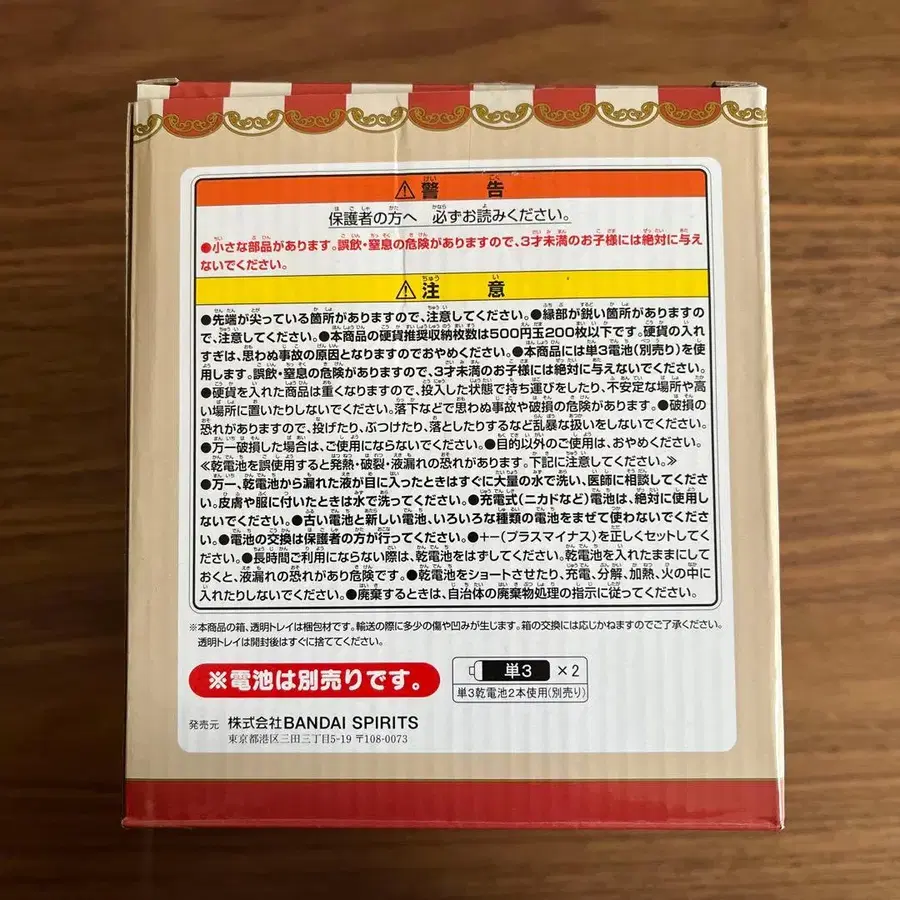 ⚠警告
保護者の方へ 必ずお読みください。
●小さな部品があります。誤飲・窒息の危険がありますので、3才未満のお子様には絶対に与え
ないでください。
⚠注意
●先端が尖っている箇所がありますので、注意してください。●縁部が鋭い箇所がありますの
で、注意してください。●本商品の硬貨推奨収納枚数は500円玉200枚以下です。硬貨の入れ
すぎは、思わぬ事故の原因となりますのでおやめください。●本商品には単3電池(別売り)を使
用します。誤飲・窒息の危険がありますので、3才未満のお子様には絶対に与えないでください。
●硬貨を入れた商品は重くなりますので、投入した状態で持ち運びをしたり、不安定な場所や高
い場所に置いたりしないでください。落下などで思わぬ事故や破損の危険があります。●破損の
恐れがありますので、投げたり、ぶつけたり、落としたりするなど乱暴な扱いをしないでください。
●万一破損した場合は、ご使用にならないでください。●目的以外のご使用は、おやめください。
≪乾電池を誤使用すると発熱・破裂・液漏れの恐れがあります。下記に注意してください。≫
●万一、乾電池から漏れた液が目に入ったときはすぐに大量の水で洗い、医師に相談してくださ
い。皮膚や服に付いたときは水で洗ってください。●充電式(ニカドなど)電池は、絶対に使用し
ないでください。●古い電池と新しい電池、いろいろな種類の電池をまぜて使わないでくださ
い。●電池の交換は保護者の方が行ってください。●+−(プラスマイナス)を正しくセットしてく
ださい。●長時間ご利用にならない際は、乾電池をはずしてください。乾電池を入れたままにして
おくと、液漏れの恐れがあり危険です。●乾電池をショートさせたり、充電、分解、加熱、火の中に
入れたりしないでください。●廃棄するときは、自治体の廃棄物処理の指示に従ってください。
※本商品の箱、透明トレイは梱包材です。輸送の際に多少の傷や凹みが生じます。箱の交換には応じかねますのでご了承ください。
透明トレイは開封後はすぐに捨ててください。
※電池は別売りです。
単3 ×2
単3乾電池2本使用(別売り)
発売元 株式会社BANDAI SPIRITS
東京都港区三田三丁目5-19 〒108-0073